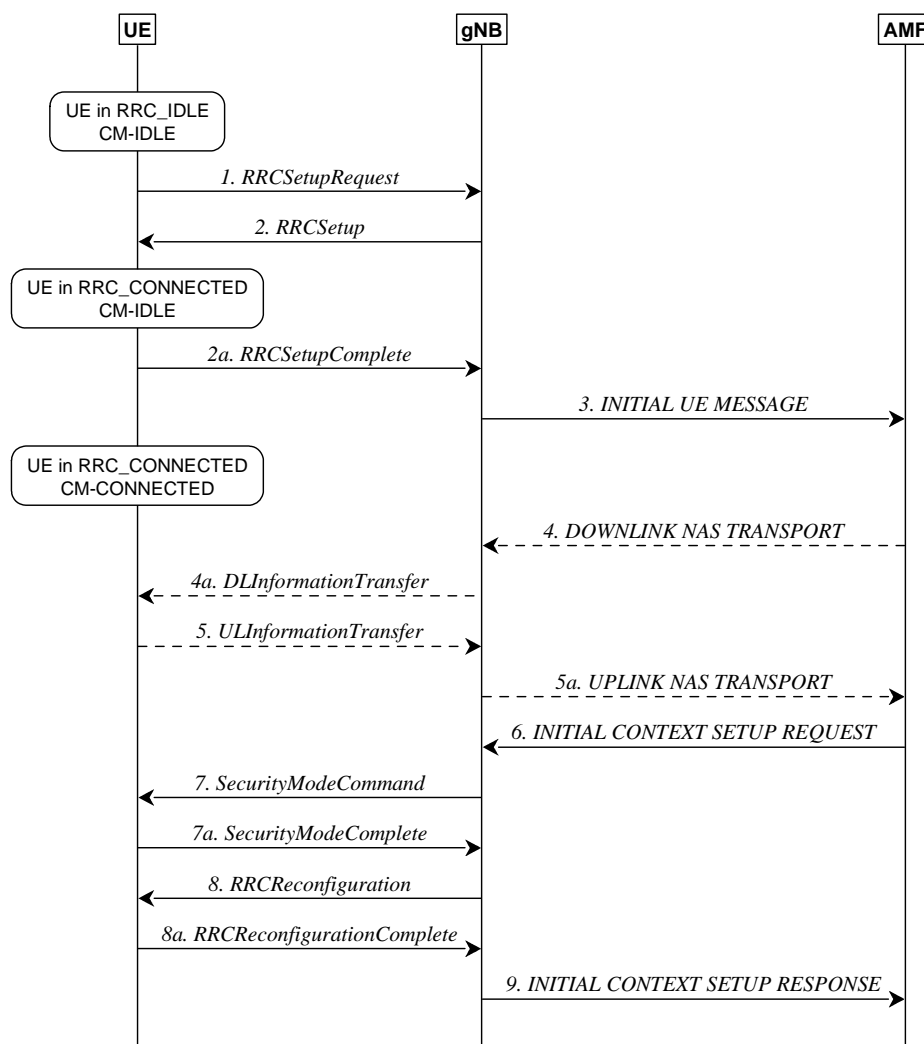 UE
gNB
AMF
UE in RRC_IDLE
CM-IDLE
1. RRCSetupRequest
2. RRCSetup
UE in RRC_CONNECTED
CM-IDLE
2a. RRCSetupComplete
3. INITIAL UE MESSAGE
UE in RRC_CONNECTED
CM-CONNECTED
4. DOWNLINK NAS TRANSPORT
4a. DLInformationTransfer
5. ULInformationTransfer
5a. UPLINK NAS TRANSPORT
6. INITIAL CONTEXT SETUP REQUEST
7. SecurityModeCommand
7a. SecurityModeComplete
8. RRCReconfiguration
8a. RRCReconfigurationComplete
9. INITIAL CONTEXT SETUP RESPONSE